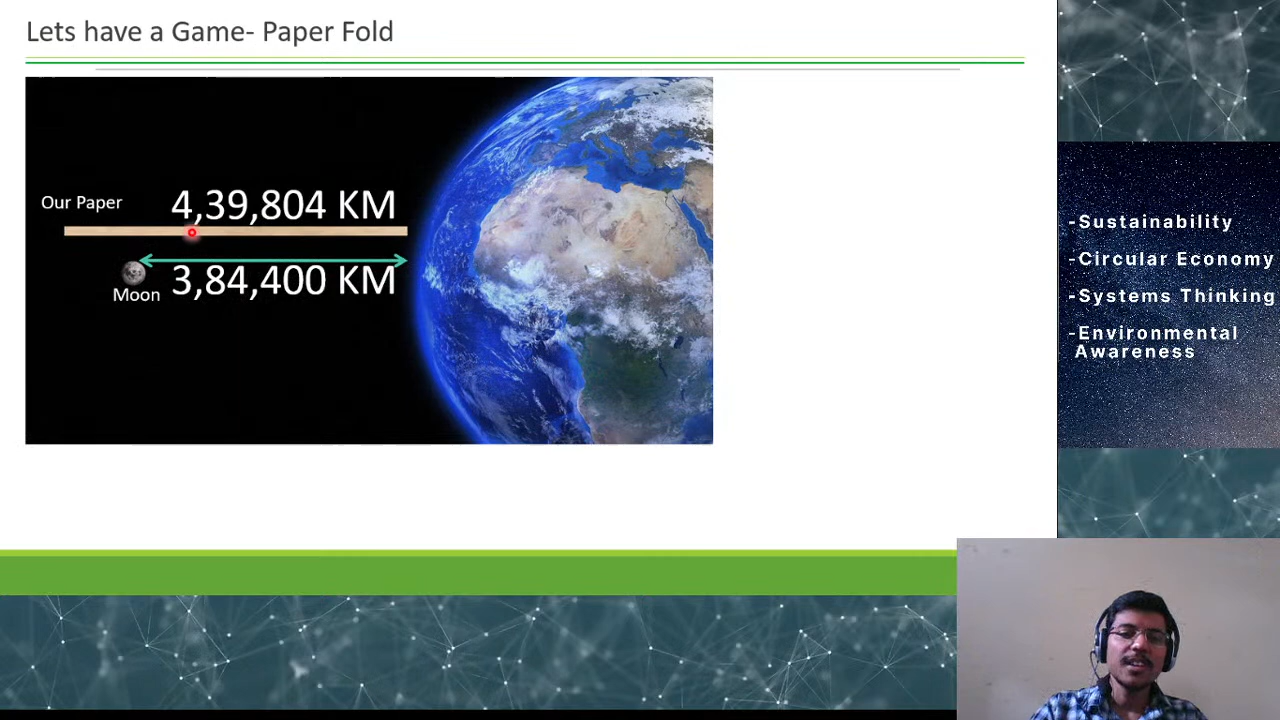 Lets have a Game- Paper Fold
Our Paper
4,39,804 KM
3,84,400 KM
Moon
-Sustainability
-Circular Economy
-Systems Thinking
-Environmental
Awareness